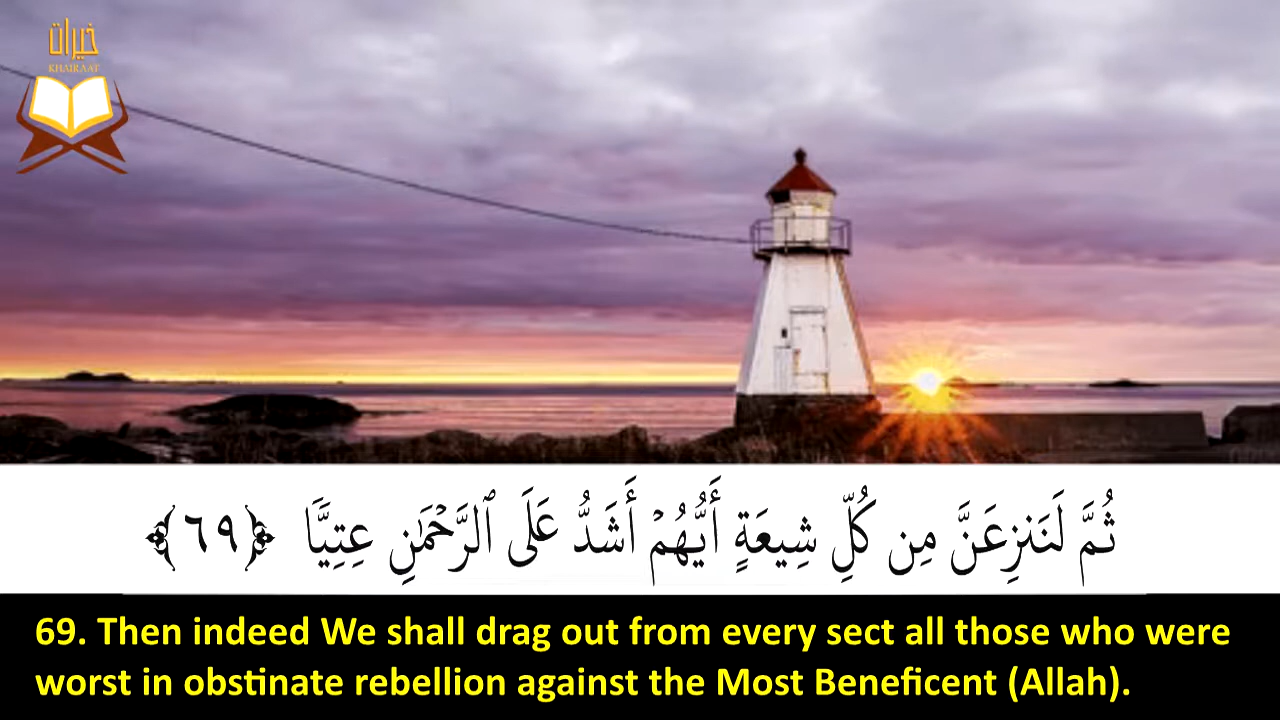 خيرات
KHAIRAAT
ثُمَّ لَنَنزِعَنَّ مِن كُلِّ شِيعَةٍ أَيُّهُمْ أَشَدُّ عَلَى ٱلرَّحْمَـٰنِ عِتِيًّا ﴿٦٩﴾
69. Then indeed We shall drag out from every sect all those who were
worst in obstinate rebellion against the Most Beneficent (Allah).